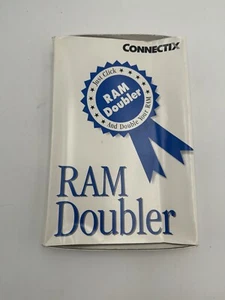 CONNECTIX
Just Click
RAM
Doubler
And Double Your RAM
RAM
Doubler